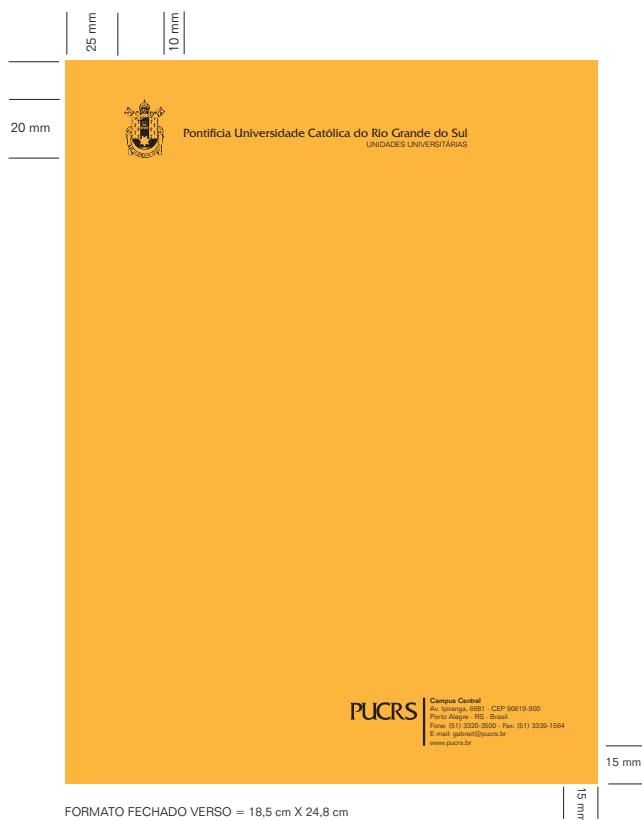 25 mm
10 mm
20 mm
Pontificia Universidade Católica do Rio Grande do Sul
UNIDADES UNIVERSITÁRIAS
PUCRS
Campus Central
Av. Ipiranga, 6681 - CEP 90619-900
Porto Alegre - RS - Brasil
Fone: (51) 3320-3500 - Fax: (51) 3339-1564
E-mail: gabreit@pucrs.br
www.pucrs.br
15 mm
15 mm
FORMATO FECHADO VERSO = 18,5 cm X 24,8 cm